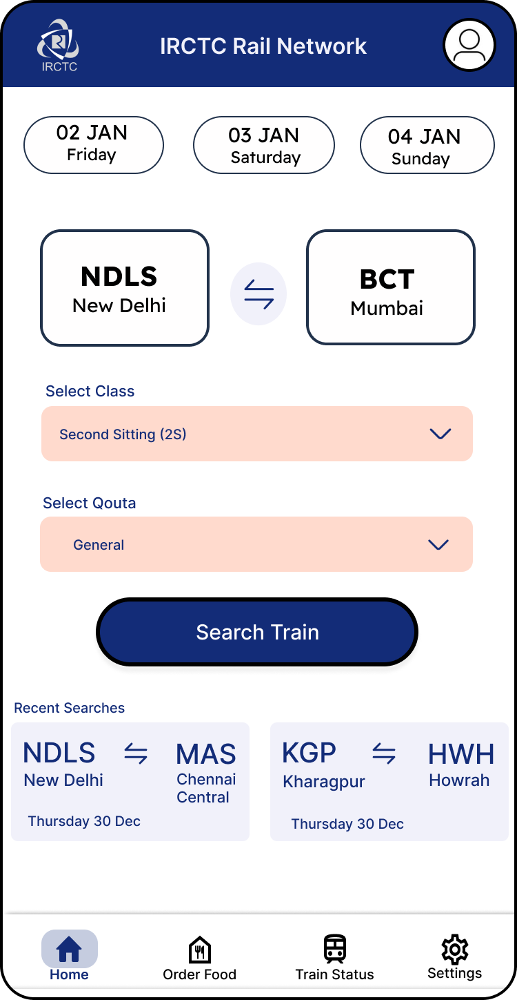 IRCTC
IRCTC Rail Network
02 JAN
Friday
03 JAN
Saturday
04 JAN
Sunday
NDLS
New Delhi
BCT
Mumbai
Select Class
Second Sitting (2S)
Select Qouta
General
Search Train
Recent Searches
NDLS
New Delhi
MAS
Chennai
Central
Thursday 30 Dec
KGP
Kharagpur
HWH
Howrah
Thursday 30 Dec
Home
Order Food
Train Status
Settings